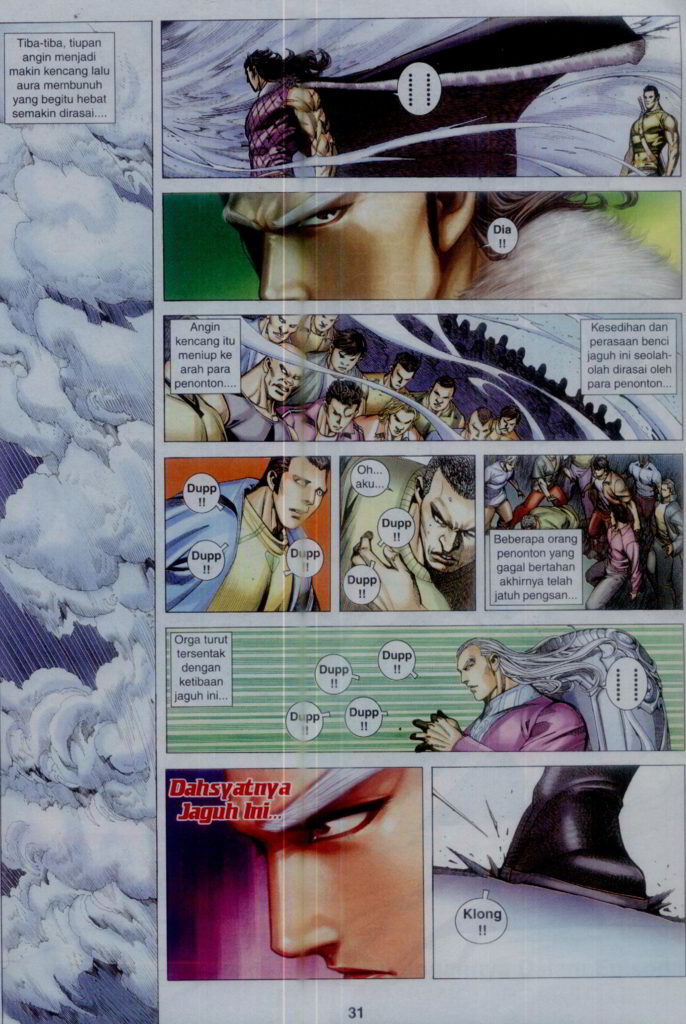 Tiba-tiba, tiupan
angin menjadi
makin kencang lalu
aura membunuh
yang begitu hebat
semakin dirasai....
Dia
!!
Angin
kencang itu
meniup ke
arah para
penonton....
Kesedihan dan
perasaan benci
jaguh ini seolah-
olah dirasai oleh
para penonton...
Dupp
!!
Dupp
!!
Dupp
!!
Oh...
aku...
Dupp
!!
Dupp
!!
Beberapa orang
penonton yang
gagal bertahan
akhirnya telah
jatuh pengsan...
Orga turut
tersentak
dengan
ketibaan
jaguh ini...
Dupp
!!
Dupp
!!
Dupp
!!
Dupp
!!
Dahsyatnya
Jaguh Ini...
Klong
!!
31